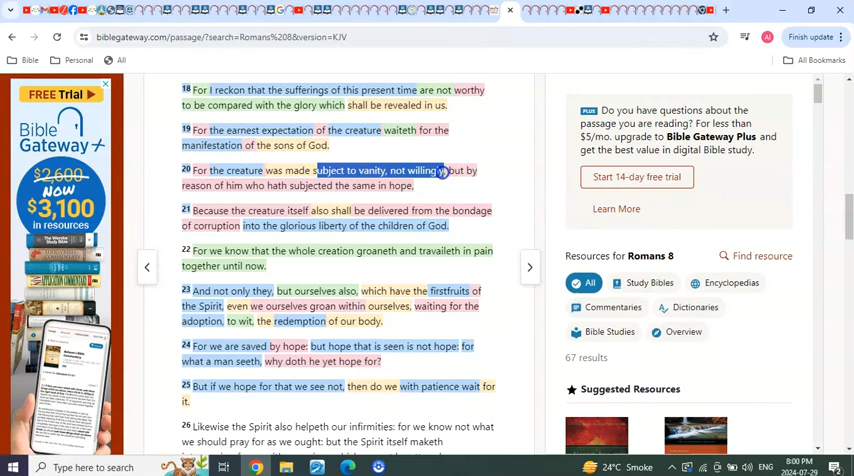 biblegateway.com/passage/?search=Romans%208&version=KJV
AI
Finish update
Bible
Personal
All
All Bookmarks
FREE Trial
BIBLE
GATEWAY+
$2,600
NOW
$3,100
in resources
18 For I reckon that the sufferings of this present time are not worthy
to be compared with the glory which shall be revealed in us.
19 For the earnest expectation of the creature waiteth for the
manifestation of the sons of God.
20 For the creature was made subject to vanity, not willingly, but by
reason of him who hath subjected the same in hope,
21 Because the creature itself also shall be delivered from the bondage
of corruption into the glorious liberty of the children of God.
22 For we know that the whole creation groaneth and travaileth in pain
together until now.
23 And not only they, but ourselves also, which have the firstfruits of
the Spirit, even we ourselves groan within ourselves, waiting for the
adoption, to wit, the redemption of our body.
24 For we are saved by hope: but hope that is seen is not hope: for
what a man seeth, why doth he yet hope for?
25 But if we hope for that we see not, then do we with patience wait for
it.
26 Likewise the Spirit also helpeth our infirmities: for we know not what
we should pray for as we ought: but the Spirit itself maketh
PLUS Do you have questions about the
passage you are reading? For less than
$5/mo. upgrade to Bible Gateway Plus and
get the best value in digital Bible study.
Start 14-day free trial
Learn More
Resources for Romans 8
Find resource
All
Study Bibles
Encyclopedias
Commentaries
Dictionaries
Bible Studies
Overview
67 results
Suggested Resources
Type here to search
24°C Smoke
ENG
8:00 PM
2024-07-29